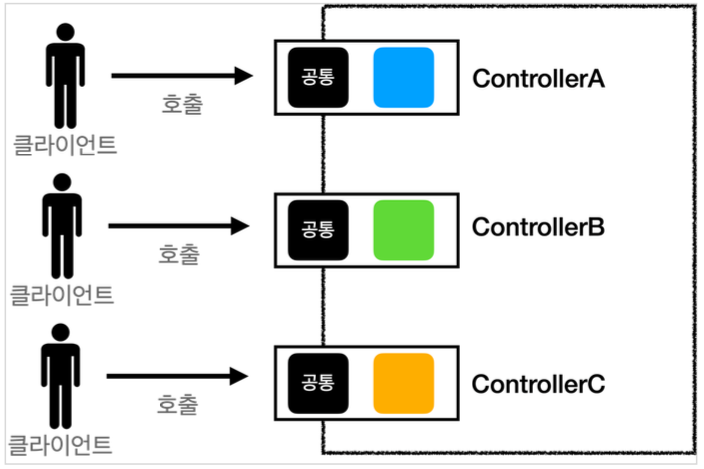 공통
ControllerA
호출
클라이언트
공통
ControllerB
호출
클라이언트
공통
ControllerC
호출
클라이언트